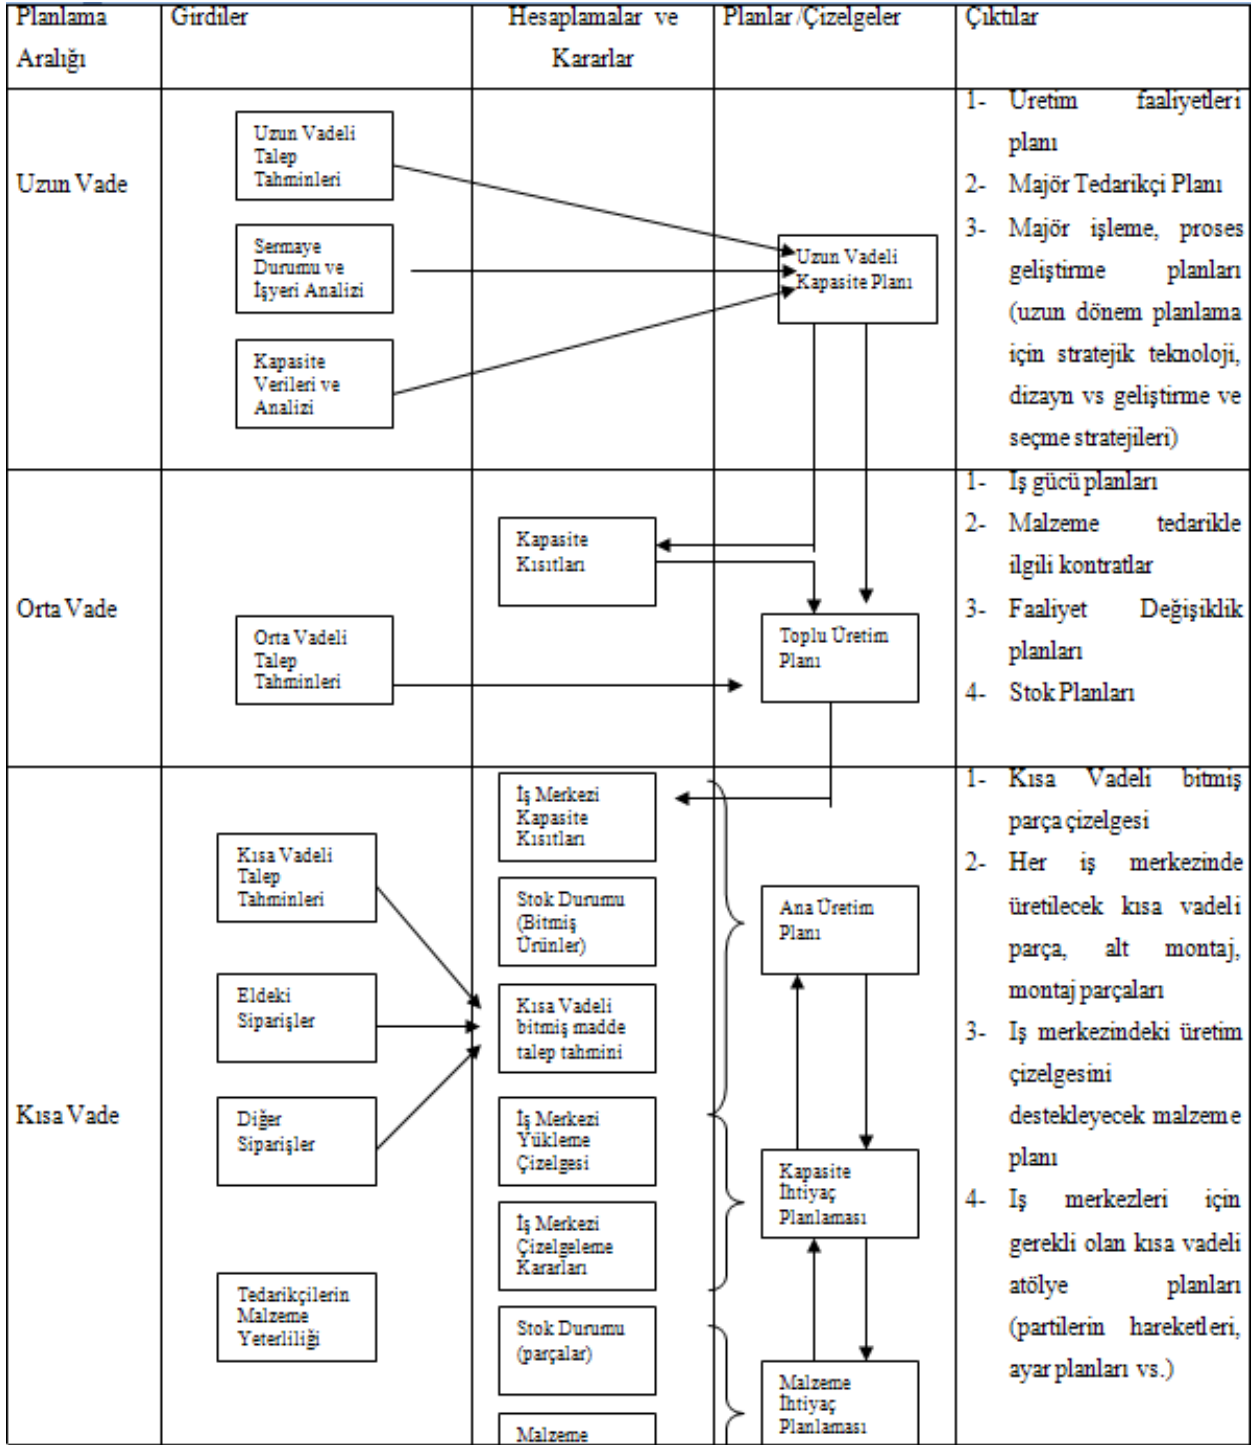 Planlama
Aralığı
Girdiler
Hesaplamalar ve
Kararlar
Planlar /Çizelgeler
Çıktılar
Uzun Vade
Uzun Vadeli
Talep
Tahminleri
Sermaye
Durumu ve
İşyeri Analizi
Kapasite
Verileri ve
Analizi
Uzun Vadeli
Kapasite Planı
1- Üretim faaliyetleri
planı
2- Majör Tedarikçi Planı
3- Majör işleme, proses
geliştirme planları
(uzun dönem planlama
için stratejik teknoloji,
dizayn vs geliştirme ve
seçme stratejileri)
Orta Vade
Orta Vadeli
Talep
Tahminleri
Kapasite
Kısıtları
Toplu Üretim
Planı
1- İş gücü planları
2- Malzeme tedarikle
ilgili kontratlar
3- Faaliyet Değişiklik
planları
4- Stok Planları
Kısa Vade
Kısa Vadeli
Talep
Tahminleri
Eldeki
Siparişler
Diğer
Siparişler
Tedarikçilerin
Malzeme
Yeterliliği
İş Merkezi
Kapasite
Kısıtları
Stok Durumu
(Bitmiş
Ürünler)
Kısa Vadeli
bitmiş madde
talep tahmini
İş Merkezi
Yükleme
Çizelgesi
İş Merkezi
Çizelgeleme
Kararları
Stok Durumu
(parçalar)
Malzeme
Ana Üretim
Planı
Kapasite
İhtiyaç
Planlaması
Malzeme
İhtiyaç
Planlaması
1- Kısa Vadeli bitmiş
parça çizelgesi
2- Her iş merkezinde
üretilecek kısa vadeli
parça, alt montaj,
montaj parçaları
3- İş merkezindeki üretim
çizelgesini
destekleyecek malzeme
planı
4- İş merkezleri için
gerekli olan kısa vadeli
atölye planları
(partilerin hareketleri,
ayar planları vs.)